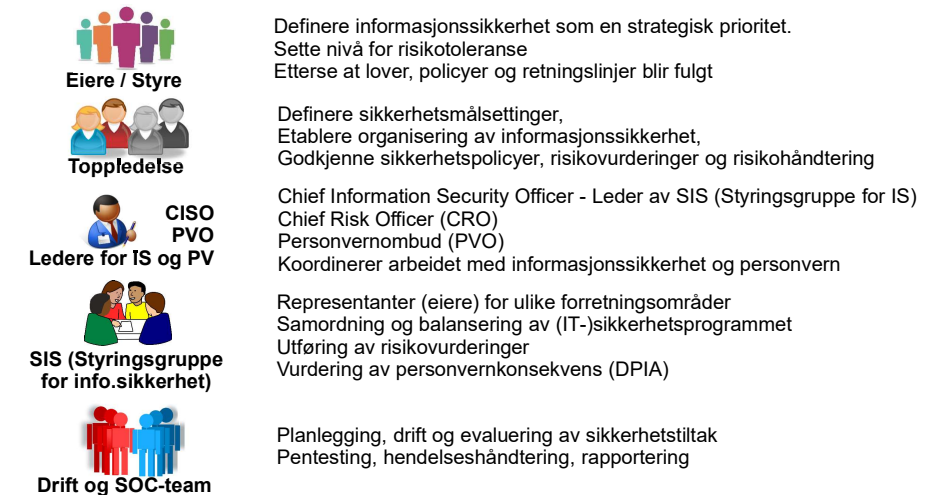 Eiere / Styre
Definere informasjonssikkerhet som en strategisk prioritet.
Sette nivå for risikotoleranse
Etterse at lover, policyer og retningslinjer blir fulgt
Toppledelse
Definere sikkerhetsmålsettinger,
Etablere organisering av informasjonssikkerhet,
Godkjenne sikkerhetspolicyer, risikovurderinger og risikohåndtering
CISO
PVO
Ledere for IS og PV
Chief Information Security Officer - Leder av SIS (Styringsgruppe for IS)
Chief Risk Officer (CRO)
Personvernombud (PVO)
Koordinerer arbeidet med informasjonssikkerhet og personvern
SIS (Styringsgruppe
for info.sikkerhet)
Representanter (eiere) for ulike forretningsområder
Samordning og balansering av (IT-)sikkerhetsprogrammet
Utføring av risikovurderinger
Vurdering av personvernkonsekvens (DPIA)
Drift og SOC-team
Planlegging, drift og evaluering av sikkerhetstiltak
Pentesting, hendelseshåndtering, rapportering